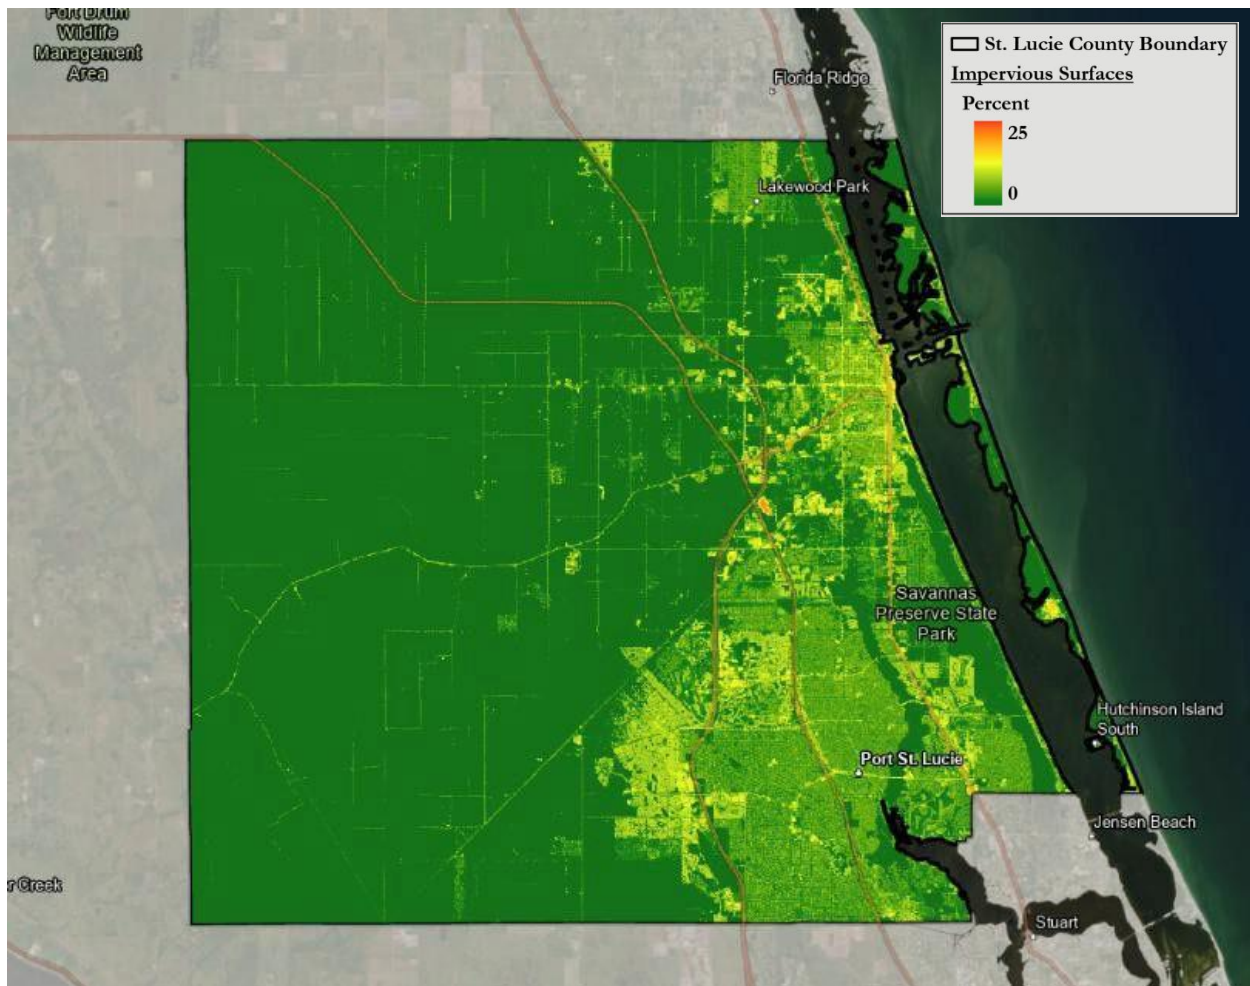 Fort Drum
Wildlife
Management
Area
Florida Ridge
St. Lucie County Boundary
Impervious Surfaces
Percent
25
0
Lakewood Park
Savannas
Preserve State
Park
Hutchinson Island
South
Port St. Lucie
Jensen Beach
r Creek
Stuart